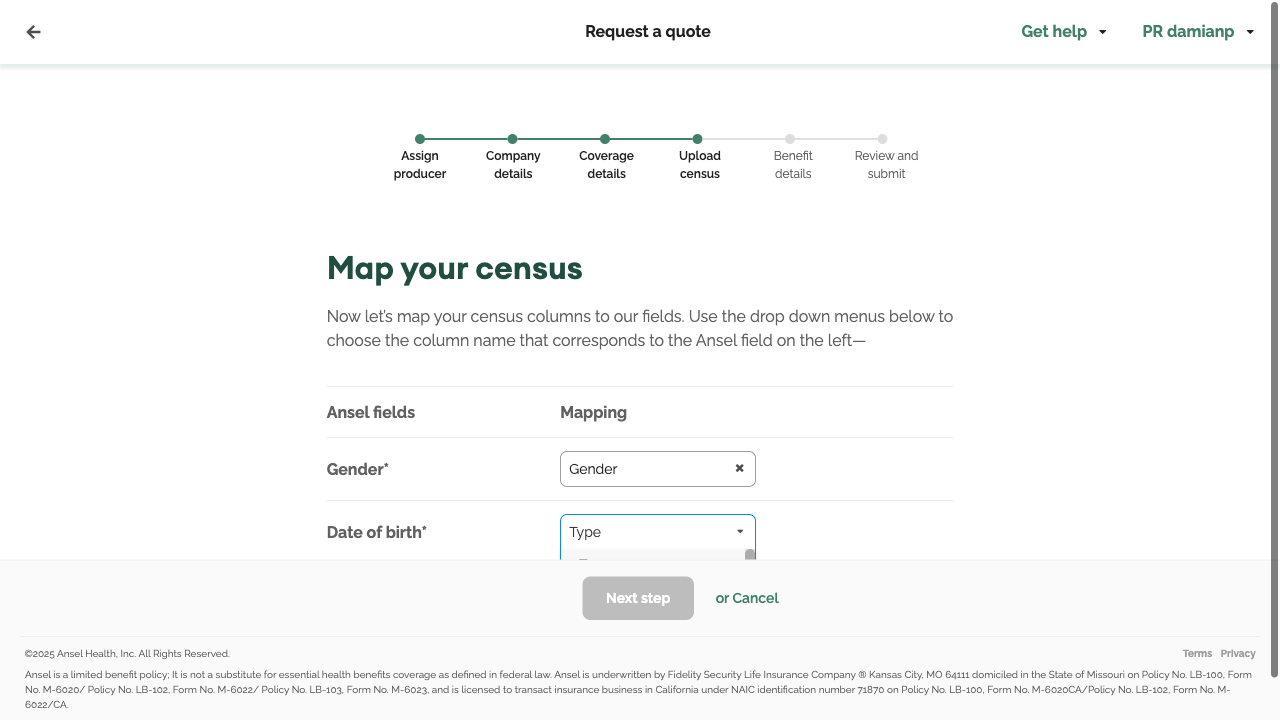 Request a quote
Get help
PR damianp
Assign
producer
Company
details
Coverage
details
Upload
census
Benefit
details
Review and
submit
Map your census
Now let's map your census columns to our fields. Use the drop down menus below to
choose the column name that corresponds to the Ansel field on the left—
Ansel fields
Mapping
Gender*
Gender
Date of birth*
Type
Next step
or Cancel
©2025 Ansel Health, Inc. All Rights Reserved.
Terms
Privacy
Ansel is a limited benefit policy; It is not a substitute for essential health benefits coverage as defined in federal law. Ansel is underwritten by Fidelity Security Life Insurance Company ® Kansas City, MO 64111 domiciled in the State of Missouri on Policy No. LB-100, Form
No. M-6020/ Policy No. LB-102, Form No. M-6022/ Policy No. LB-103, Form No. M-6023, and is licensed to transact insurance business in California under NAIC identification number 71870 on Policy No. LB-100, Form No. M-6020CA/Policy No. LB-102, Form No. M-
6022/CA.